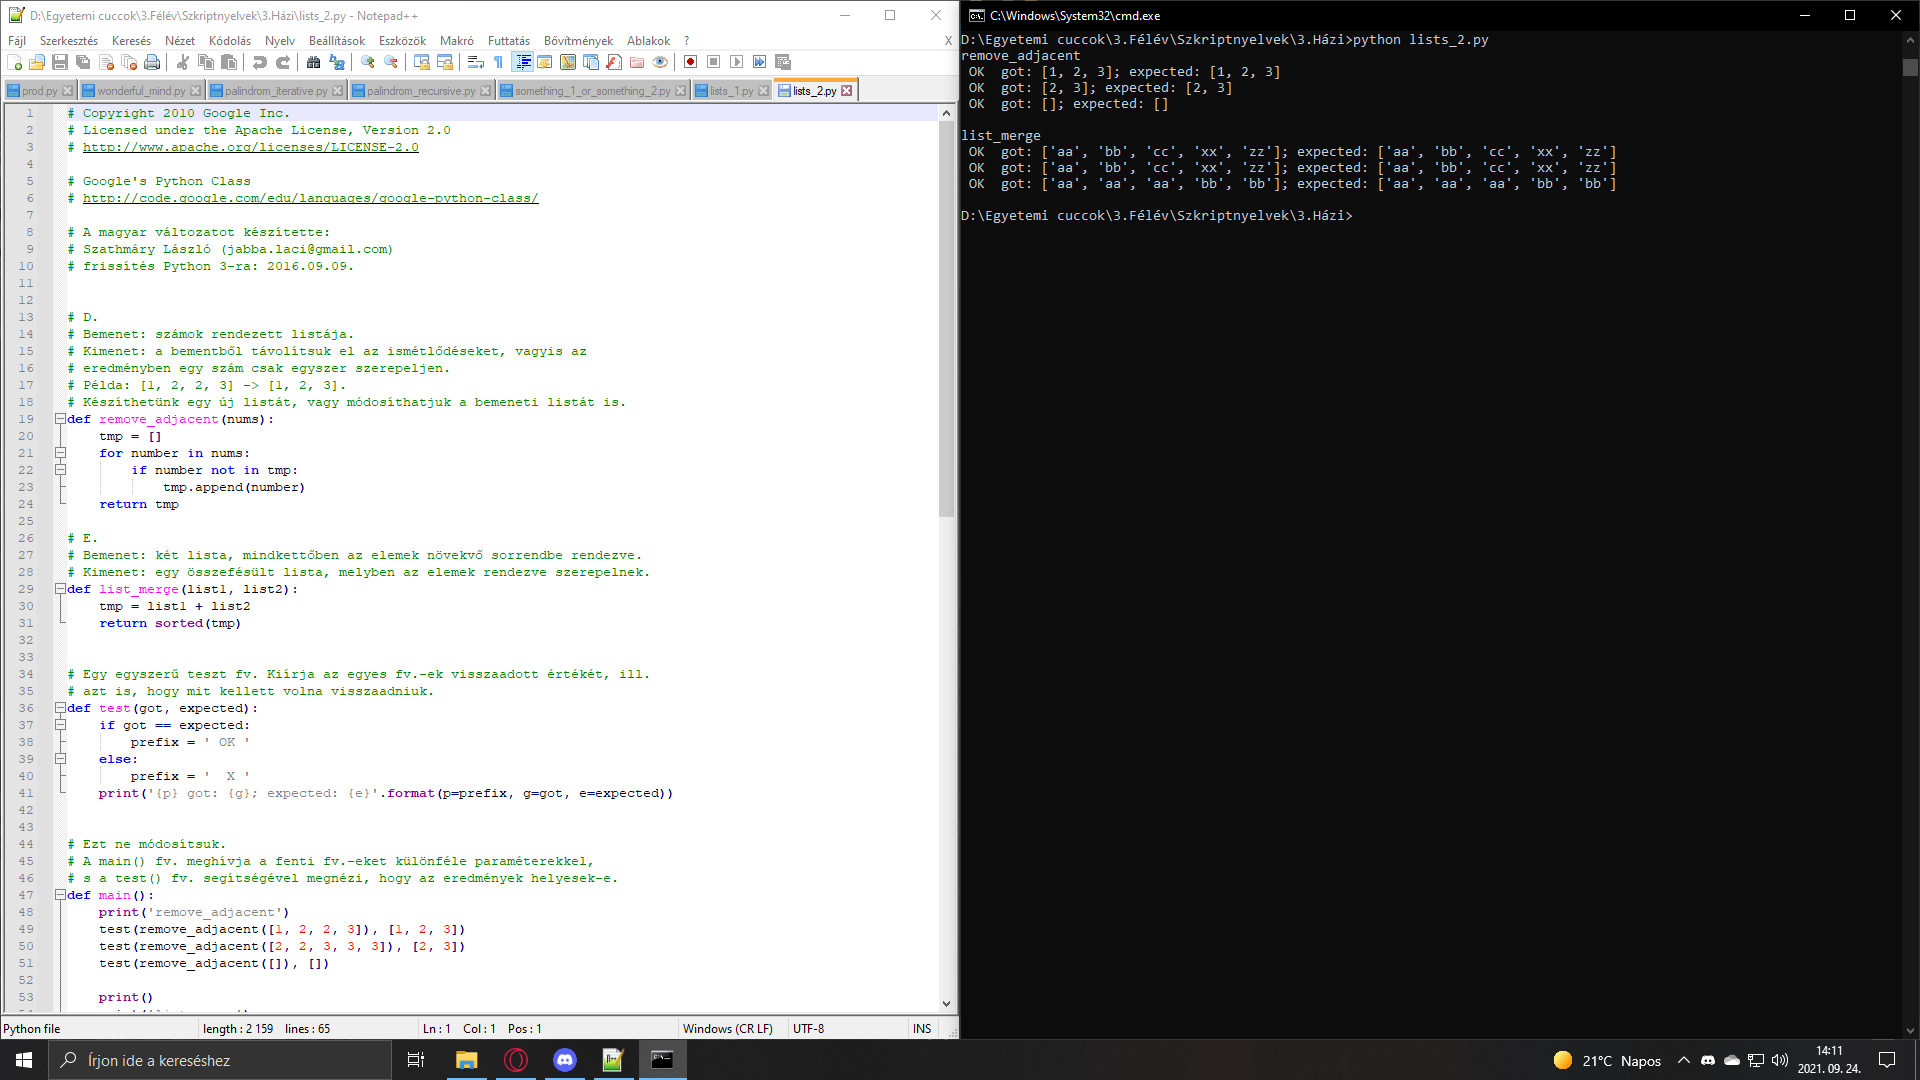 D:\Egyetemi cuccok\3.Félév\Szkriptnyelvek\3.Házi\lists_2.py - Notepad++
Fájl Szerkesztés Keresés Nézet Kódolás Nyelv Beállítások Eszközök Makró Futtatás Bővítmények Ablakok ? X
prod.py wonderful_mind.py palindrom_iterative.py palindrom_recursive.py something_1_or_something_2.py lists_1.py lists_2.py
1 # Copyright 2010 Google Inc.
2 # Licensed under the Apache License, Version 2.0
3 # http://www.apache.org/licenses/LICENSE-2.0
4
5 # Google's Python Class
6 # http://code.google.com/edu/languages/google-python-class/
7
8 # A magyar változatot készítette:
9 # Szathmáry László (jabba.laci@gmail.com)
10 # frissítés Python 3-ra: 2016.09.09.
11
12
13 # D.
14 # Bemenet: számok rendezett listája.
15 # Kimenet: a bementből távolítsuk el az ismétlődéseket, vagyis az
16 # eredményben egy szám csak egyszer szerepeljen.
17 # Példa: [1, 2, 2, 3] -> [1, 2, 3].
18 # Készíthetünk egy új listát, vagy módosíthatjuk a bemeneti listát is.
19 def remove_adjacent(nums):
20 tmp = []
21 for number in nums:
22 if number not in tmp:
23 tmp.append(number)
24 return tmp
25
26 # E.
27 # Bemenet: két lista, mindkettőben az elemek növekvő sorrendbe rendezve.
28 # Kimenet: egy összefésült lista, melyben az elemek rendezve szerepelnek.
29 def list_merge(list1, list2):
30 tmp = list1 + list2
31 return sorted(tmp)
32
33
34 # Egy egyszerű teszt fv. Kiírja az egyes fv.-ek visszaadott értékét, ill.
35 # azt is, hogy mit kellett volna visszaadniuk.
36 def test(got, expected):
37 if got == expected:
38 prefix = ' OK '
39 else:
40 prefix = '  X '
41 print('{p} got: {g}; expected: {e}'.format(p=prefix, g=got, e=expected))
42
43
44 # Ezt ne módosítsuk.
45 # A main() fv. meghívja a fenti fv.-eket különféle paraméterekkel,
46 # s a test() fv. segítségével megnézi, hogy az eredmények helyesek-e.
47 def main():
48 print('remove_adjacent')
49 test(remove_adjacent([1, 2, 2, 3]), [1, 2, 3])
50 test(remove_adjacent([2, 2, 3, 3, 3]), [2, 3])
51 test(remove_adjacent([]), [])
52
53 print()
Python file length : 2 159 lines : 65 Ln : 1 Col : 1 Pos : 1 Windows (CR LF) UTF-8 INS
C:\Windows\System32\cmd.exe
D:\Egyetemi cuccok\3.Félév\Szkriptnyelvek\3.Házi>python lists_2.py
remove_adjacent
OK got: [1, 2, 3]; expected: [1, 2, 3]
OK got: [2, 3]; expected: [2, 3]
OK got: []; expected: []
list_merge
OK got: ['aa', 'bb', 'cc', 'xx', 'zz']; expected: ['aa', 'bb', 'cc', 'xx', 'zz']
OK got: ['aa', 'bb', 'cc', 'xx', 'zz']; expected: ['aa', 'bb', 'cc', 'xx', 'zz']
OK got: ['aa', 'aa', 'aa', 'bb', 'bb']; expected: ['aa', 'aa', 'aa', 'bb', 'bb']
D:\Egyetemi cuccok\3.Félév\Szkriptnyelvek\3.Házi>
Írjon ide a kereséshez
21°C Napos
14:11
2021. 09. 24.